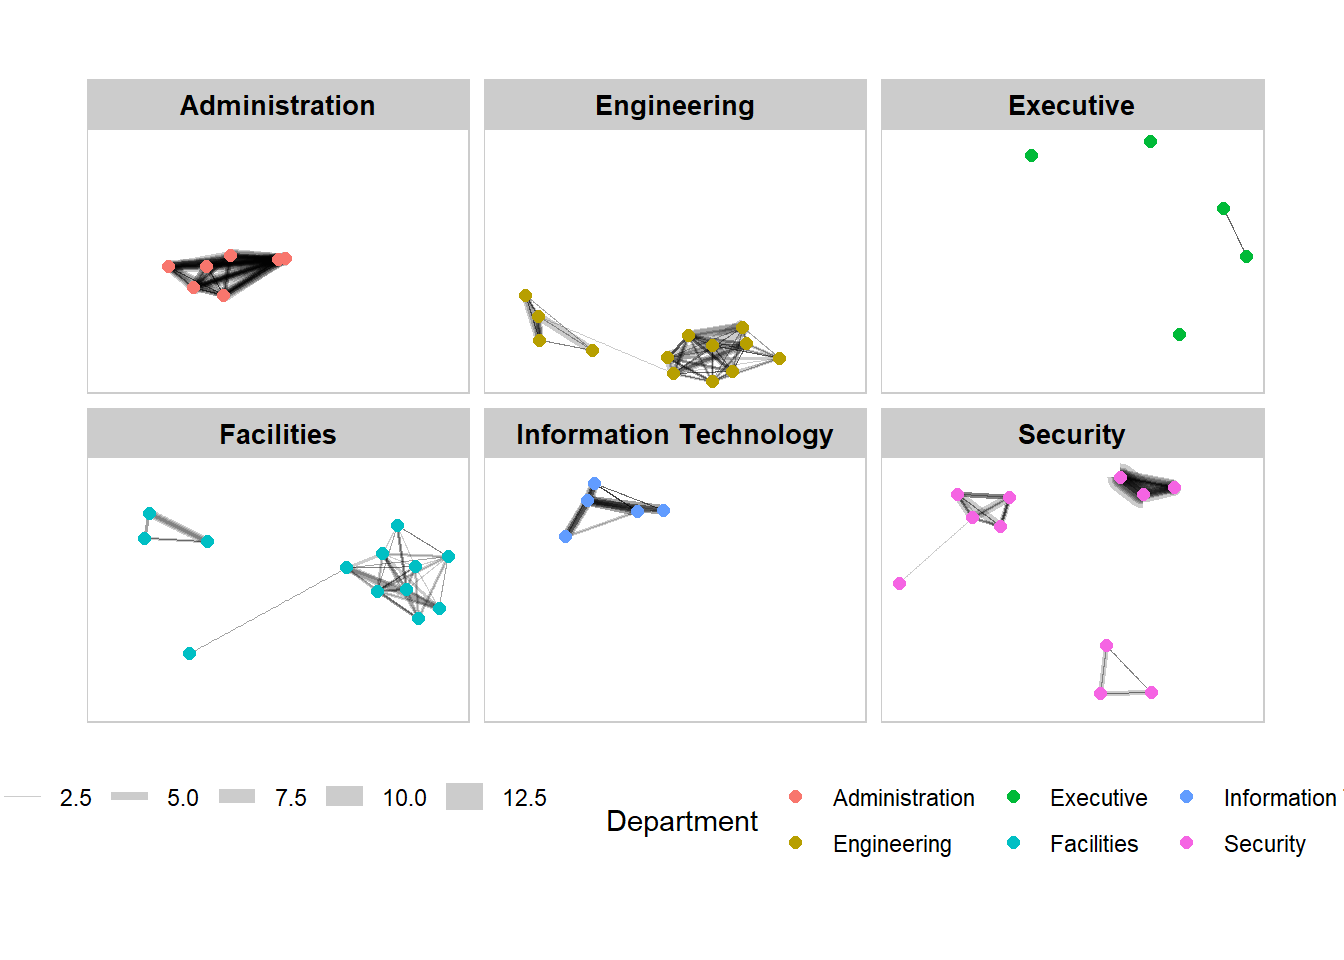 Administration
Engineering
Executive
Facilities
Information Technology
Security
2.5 5.0 7.5 10.0 12.5
Department
Administration Executive Information
Engineering Facilities Security